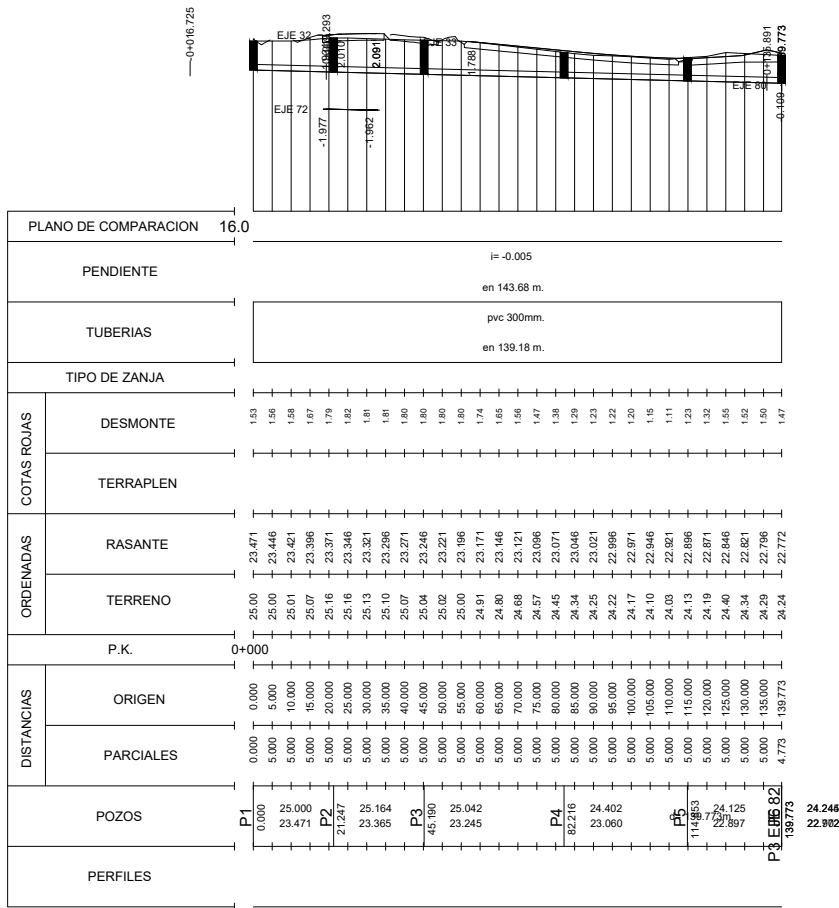 0+016.725
EJE 32
2.010
2.091
EJE 33
1.788
EJE 80
-0.109
EJE 72
-1.977
-1.962
PLANO DE COMPARACION 16.0
PENDIENTE
i= -0.005
en 143.68 m.
TUBERIAS
pvc 300mm.
en 139.18 m.
TIPO DE ZANJA
COTAS ROJAS
DESMONTE 1.53 1.56 1.58 1.67 1.79 1.82 1.81 1.81 1.80 1.80 1.80 1.80 1.74 1.65 1.56 1.47 1.38 1.29 1.23 1.22 1.20 1.15 1.11 1.23 1.32 1.55 1.52 1.50 1.47
TERRAPLEN
ORDENADAS
RASANTE 23.471 23.446 23.421 23.396 23.371 23.346 23.321 23.296 23.271 23.246 23.221 23.196 23.171 23.146 23.121 23.096 23.071 23.046 23.021 22.996 22.971 22.946 22.921 22.896 22.871 22.846 22.821 22.796 22.772
TERRENO 25.00 25.00 25.01 25.07 25.16 25.16 25.13 25.10 25.07 25.04 25.02 25.00 24.91 24.80 24.68 24.57 24.45 24.34 24.25 24.22 24.17 24.10 24.03 24.13 24.19 24.40 24.34 24.29 24.24
P.K. 0+000
DISTANCIAS
ORIGEN 0.000 5.000 10.000 15.000 20.000 25.000 30.000 35.000 40.000 45.000 50.000 55.000 60.000 65.000 70.000 75.000 80.000 85.000 90.000 95.000 100.000 105.000 110.000 115.000 120.000 125.000 130.000 135.000 139.773
PARCIALES 0.000 5.000 5.000 5.000 5.000 5.000 5.000 5.000 5.000 5.000 5.000 5.000 5.000 5.000 5.000 5.000 5.000 5.000 5.000 5.000 5.000 5.000 5.000 5.000 5.000 5.000 5.000 5.000 4.773
POZOS
P1 0.000 25.000 23.471
P2 21.247 25.164 23.365
P3 45.190 25.042 23.245
P4 82.216 24.402 23.060
P5 24.125 22.897
139.773
PERFILES